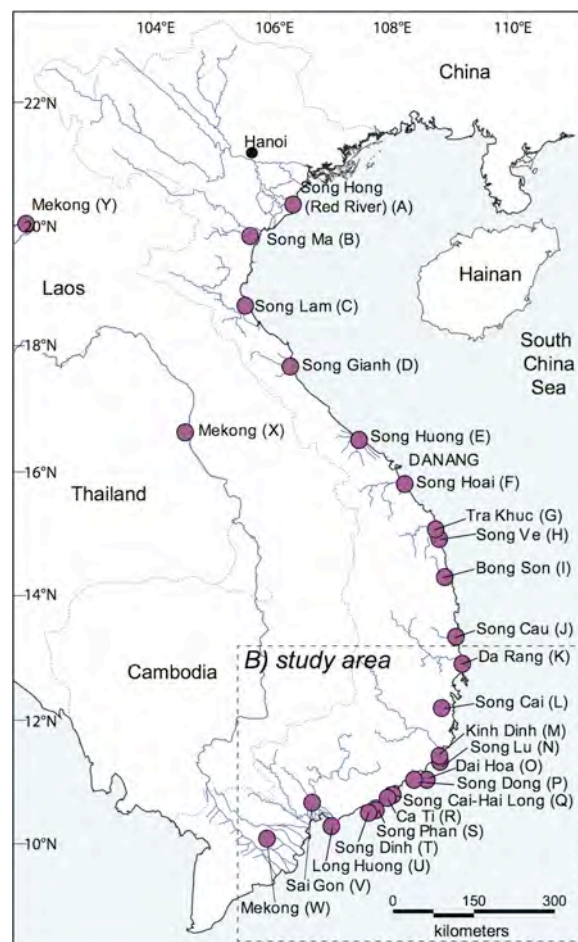 104°E 106°E 108°E 110°E
China
22°N
Hanoi
Song Hong
(Red River) (A)
Mekong (Y)
20°N
Song Ma (B)
Hainan
Laos
Song Lam (C)
South
China
Sea
18°N
Song Gianh (D)
Mekong (X)
Song Huong (E)
DANANG
16°N
Song Hoai (F)
Thailand
Tra Khuc (G)
Song Ve (H)
Bong Son (I)
14°N
Song Cau (J)
B) study area
Da Rang (K)
Cambodia
Song Cai (L)
12°N
Kinh Dinh (M)
Song Lu (N)
Dai Hoa (O)
Song Dong (P)
Song Cai-Hai Long (Q)
Ca Ti (R)
Song Phan (S)
10°N
Song Dinh (T)
Long Huong (U)
Sai Gon (V)
Mekong (W)
0 150 300
kilometers